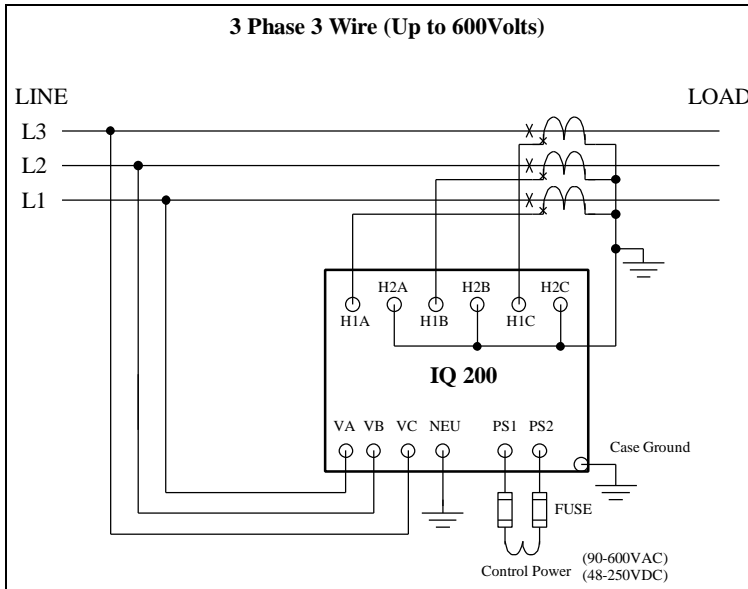 3 Phase 3 Wire (Up to 600Volts)
LINE
LOAD
L3
L2
L1
H2A
H2B
H2C
H1A
H1B
H1C
IQ 200
VA
VB
VC
NEU
PS1
PS2
Case Ground
FUSE
Control Power
(90-600VAC)
(48-250VDC)